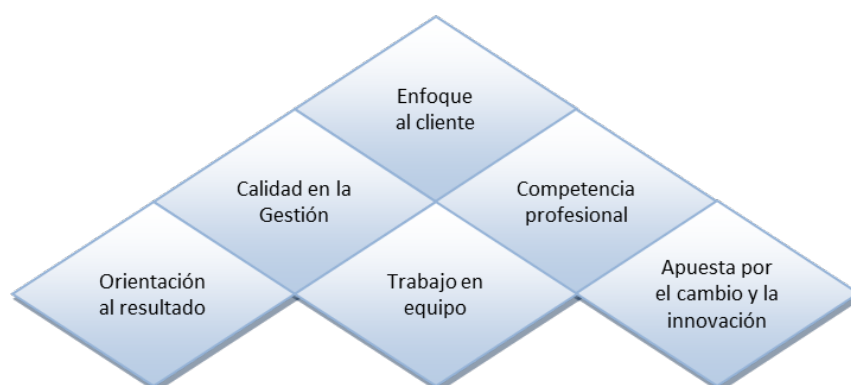 Enfoque
al cliente
Calidad en la
Gestión
Competencia
profesional
Orientación
al resultado
Trabajo en
equipo
Apuesta por
el cambio y la
innovación